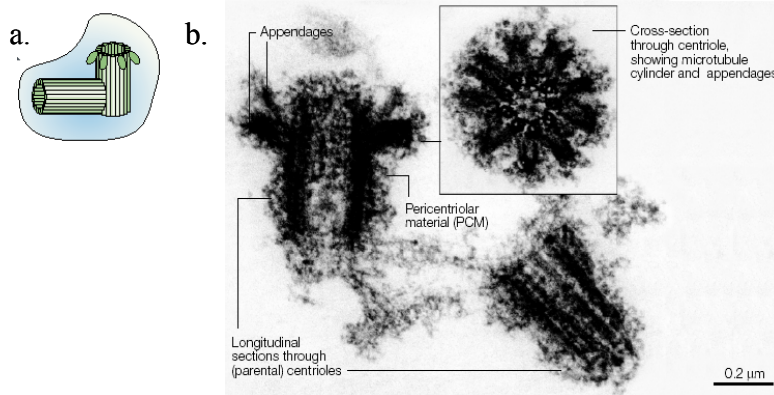 a.
b.
Appendages
Cross-section
through centriole,
showing microtubule
cylinder and appendages
Pericentriolar
material (PCM)
Longitudinal
sections through
(parental) centrioles
0.2 μm